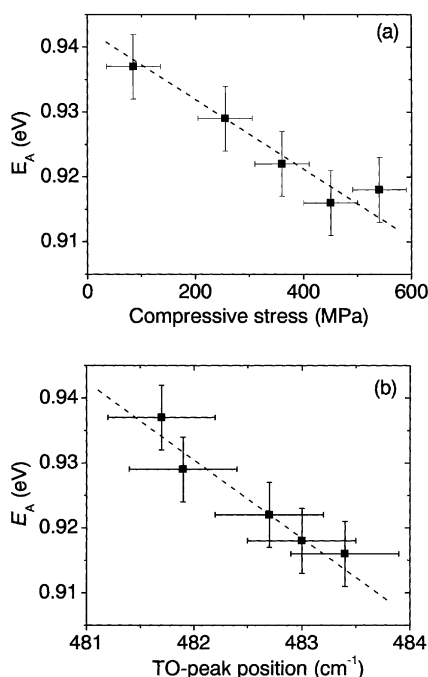 (a)
0.94
0.93
0.92
0.91
E_A (eV)
0 200 400 600
Compressive stress (MPa)
(b)
0.94
0.93
0.92
0.91
E_A (eV)
481 482 483 484
TO-peak position (cm⁻¹)